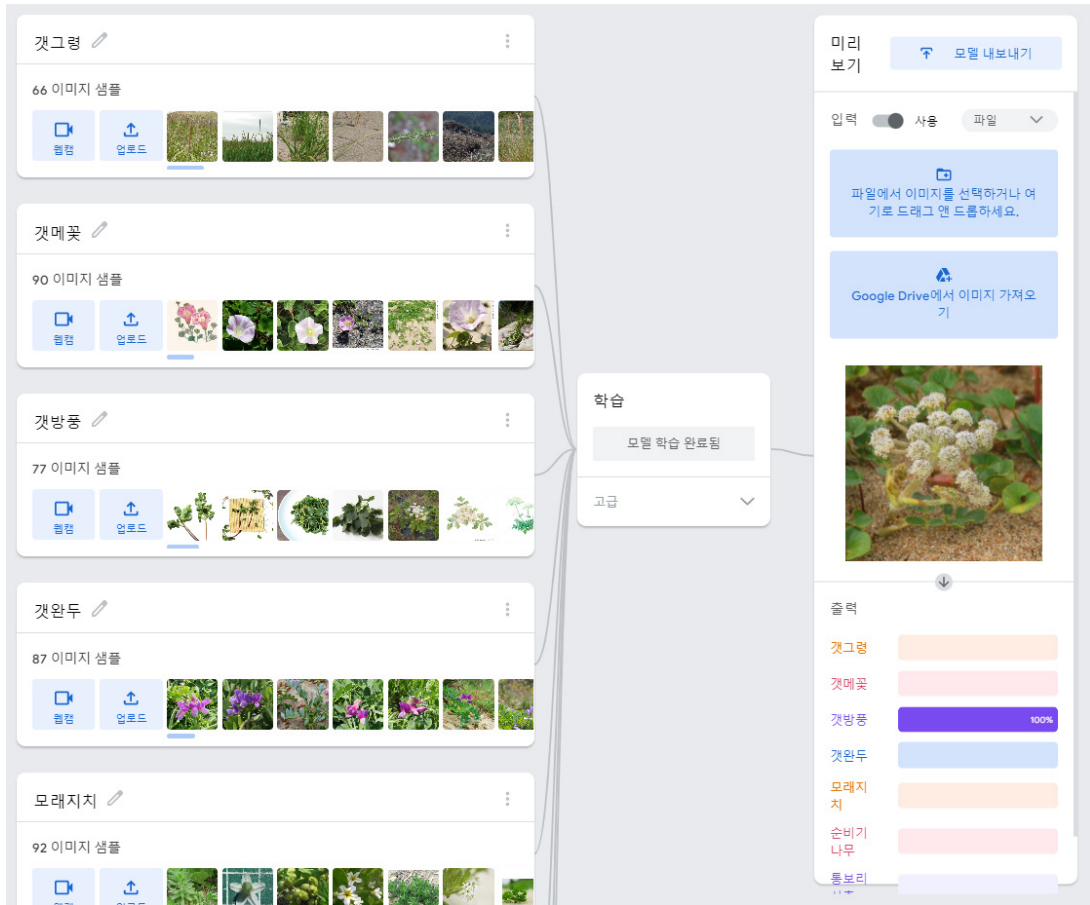 갯그령
66 이미지 샘플
웹캠
업로드
갯메꽃
90 이미지 샘플
웹캠
업로드
갯방풍
77 이미지 샘플
웹캠
업로드
갯완두
87 이미지 샘플
웹캠
업로드
모래지치
92 이미지 샘플
학습
모델 학습 완료됨
고급
미리
보기
모델 내보내기
입력
사용
파일
파일에서 이미지를 선택하거나 여
기로 드래그 앤 드롭하세요.
Google Drive에서 이미지 가져오
기
출력
갯그령
갯메꽃
갯방풍
100%
갯완두
모래지
치
순비기
나무
통보리